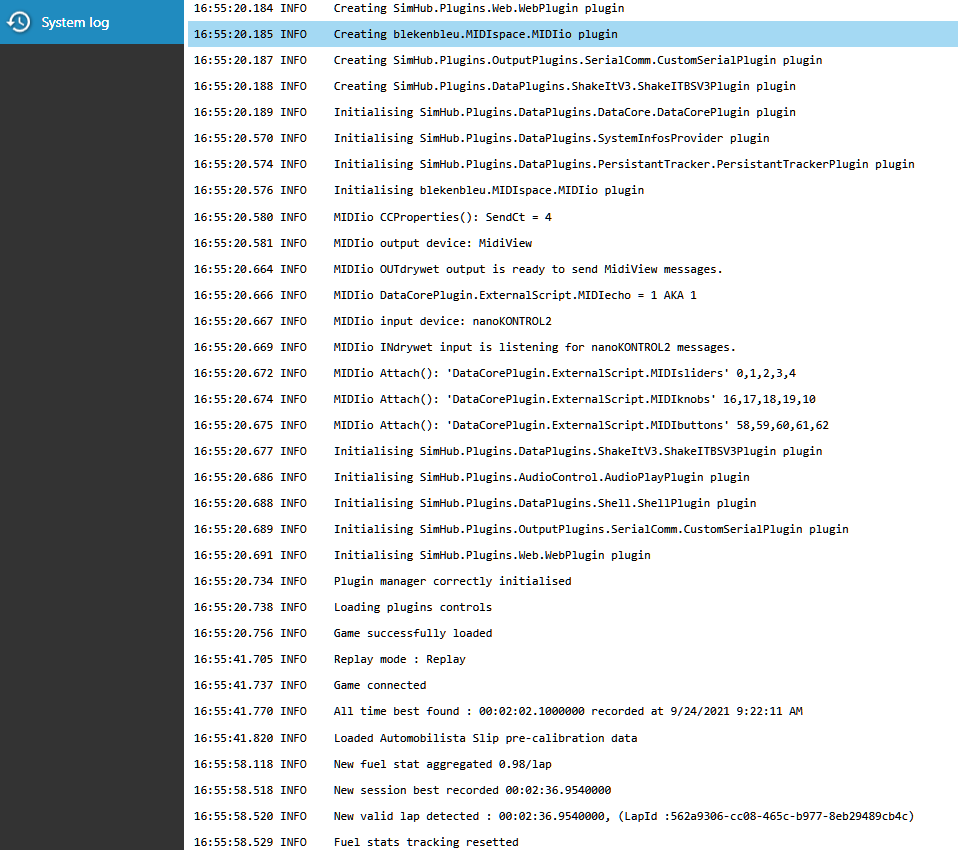 System log
16:55:20.184 INFO Creating SimHub.Plugins.Web.WebPlugin plugin
16:55:20.185 INFO Creating blekenbleu.MIDIspace.MIDIio plugin
16:55:20.187 INFO Creating SimHub.Plugins.OutputPlugins.SerialComm.CustomSerialPlugin plugin
16:55:20.188 INFO Creating SimHub.Plugins.DataPlugins.ShakeItV3.ShakeITBSV3Plugin plugin
16:55:20.189 INFO Initialising SimHub.Plugins.DataPlugins.DataCore.DataCorePlugin plugin
16:55:20.570 INFO Initialising SimHub.Plugins.DataPlugins.SystemInfosProvider plugin
16:55:20.574 INFO Initialising SimHub.Plugins.DataPlugins.PersistantTracker.PersistantTrackerPlugin plugin
16:55:20.576 INFO Initialising blekenbleu.MIDIspace.MIDIio plugin
16:55:20.580 INFO MIDIio CCProperties(): SendCt = 4
16:55:20.581 INFO MIDIio output device: MidiView
16:55:20.664 INFO MIDIio OUTdrywet output is ready to send MidiView messages.
16:55:20.666 INFO MIDIio DataCorePlugin.ExternalScript.MIDIecho = 1 AKA 1
16:55:20.667 INFO MIDIio input device: nanoKONTROL2
16:55:20.669 INFO MIDIio INdrywet input is listening for nanoKONTROL2 messages.
16:55:20.672 INFO MIDIio Attach(): 'DataCorePlugin.ExternalScript.MIDIsliders' 0,1,2,3,4
16:55:20.674 INFO MIDIio Attach(): 'DataCorePlugin.ExternalScript.MIDIknobs' 16,17,18,19,10
16:55:20.675 INFO MIDIio Attach(): 'DataCorePlugin.ExternalScript.MIDIbuttons' 58,59,60,61,62
16:55:20.677 INFO Initialising SimHub.Plugins.DataPlugins.ShakeItV3.ShakeITBSV3Plugin plugin
16:55:20.686 INFO Initialising SimHub.Plugins.AudioControl.AudioPlayPlugin plugin
16:55:20.688 INFO Initialising SimHub.Plugins.DataPlugins.Shell.ShellPlugin plugin
16:55:20.689 INFO Initialising SimHub.Plugins.OutputPlugins.SerialComm.CustomSerialPlugin plugin
16:55:20.691 INFO Initialising SimHub.Plugins.Web.WebPlugin plugin
16:55:20.734 INFO Plugin manager correctly initialised
16:55:20.738 INFO Loading plugins controls
16:55:20.756 INFO Game successfully loaded
16:55:41.705 INFO Replay mode : Replay
16:55:41.737 INFO Game connected
16:55:41.770 INFO All time best found : 00:02:02.1000000 recorded at 9/24/2021 9:22:11 AM
16:55:41.820 INFO Loaded Automobilista Slip pre-calibration data
16:55:58.118 INFO New fuel stat aggregated 0.98/lap
16:55:58.518 INFO New session best recorded 00:02:36.9540000
16:55:58.520 INFO New valid lap detected : 00:02:36.9540000, (LapId :562a9306-cc08-465c-b977-8eb29489cb4c)
16:55:58.529 INFO Fuel stats tracking resetted